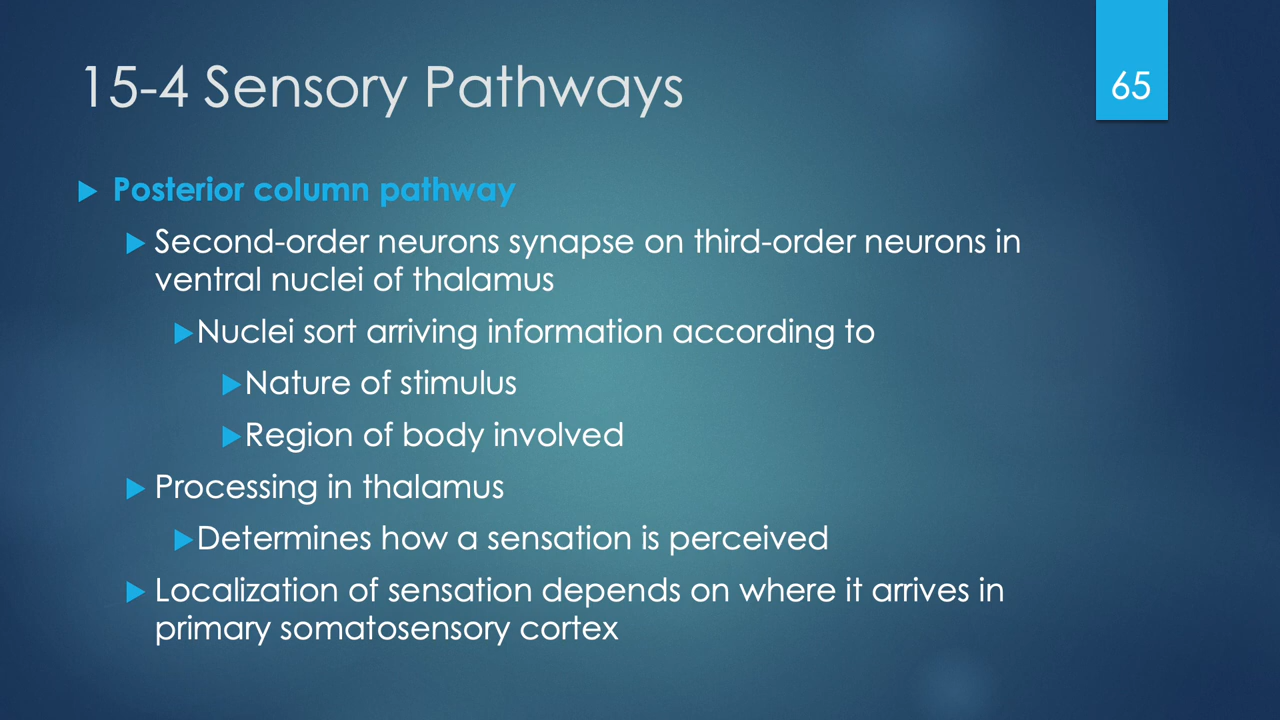 15-4 Sensory Pathways
65
Posterior column pathway
Second-order neurons synapse on third-order neurons in
ventral nuclei of thalamus
Nuclei sort arriving information according to
Nature of stimulus
Region of body involved
Processing in thalamus
Determines how a sensation is perceived
Localization of sensation depends on where it arrives in
primary somatosensory cortex